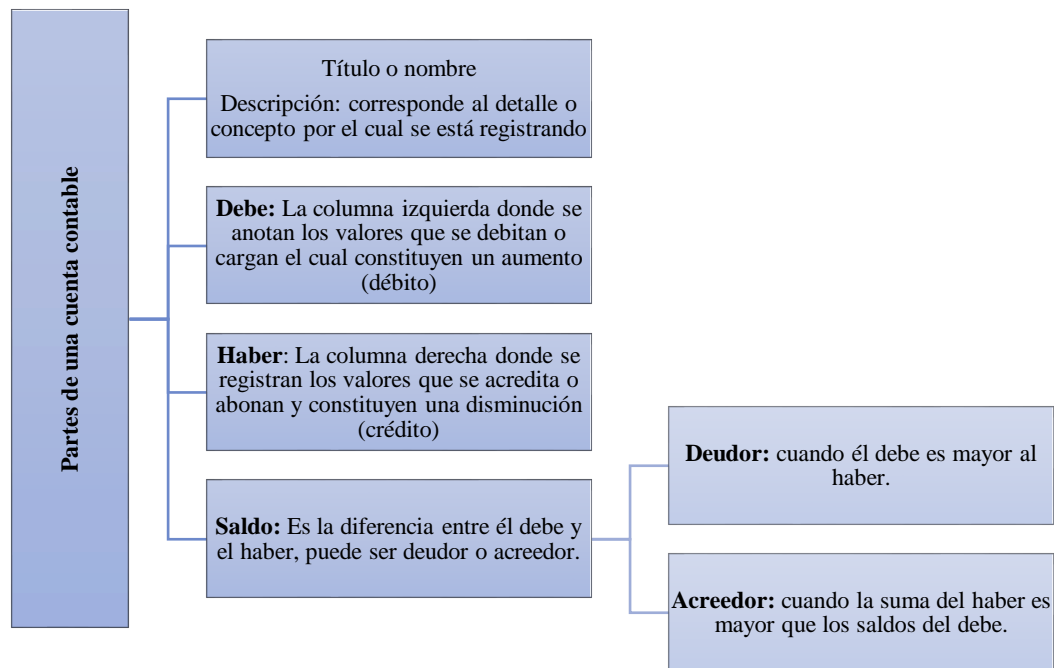 Partes de una cuenta contable
Título o nombre
Descripción: corresponde al detalle o
concepto por el cual se está registrando
Debe: La columna izquierda donde se
anotan los valores que se debitan o
cargan el cual constituyen un aumento
(débito)
Haber: La columna derecha donde se
registran los valores que se acredita o
abonan y constituyen una disminución
(crédito)
Saldo: Es la diferencia entre él debe y
el haber, puede ser deudor o acreedor.
Deudor: cuando él debe es mayor al
haber.
Acreedor: cuando la suma del haber es
mayor que los saldos del debe.